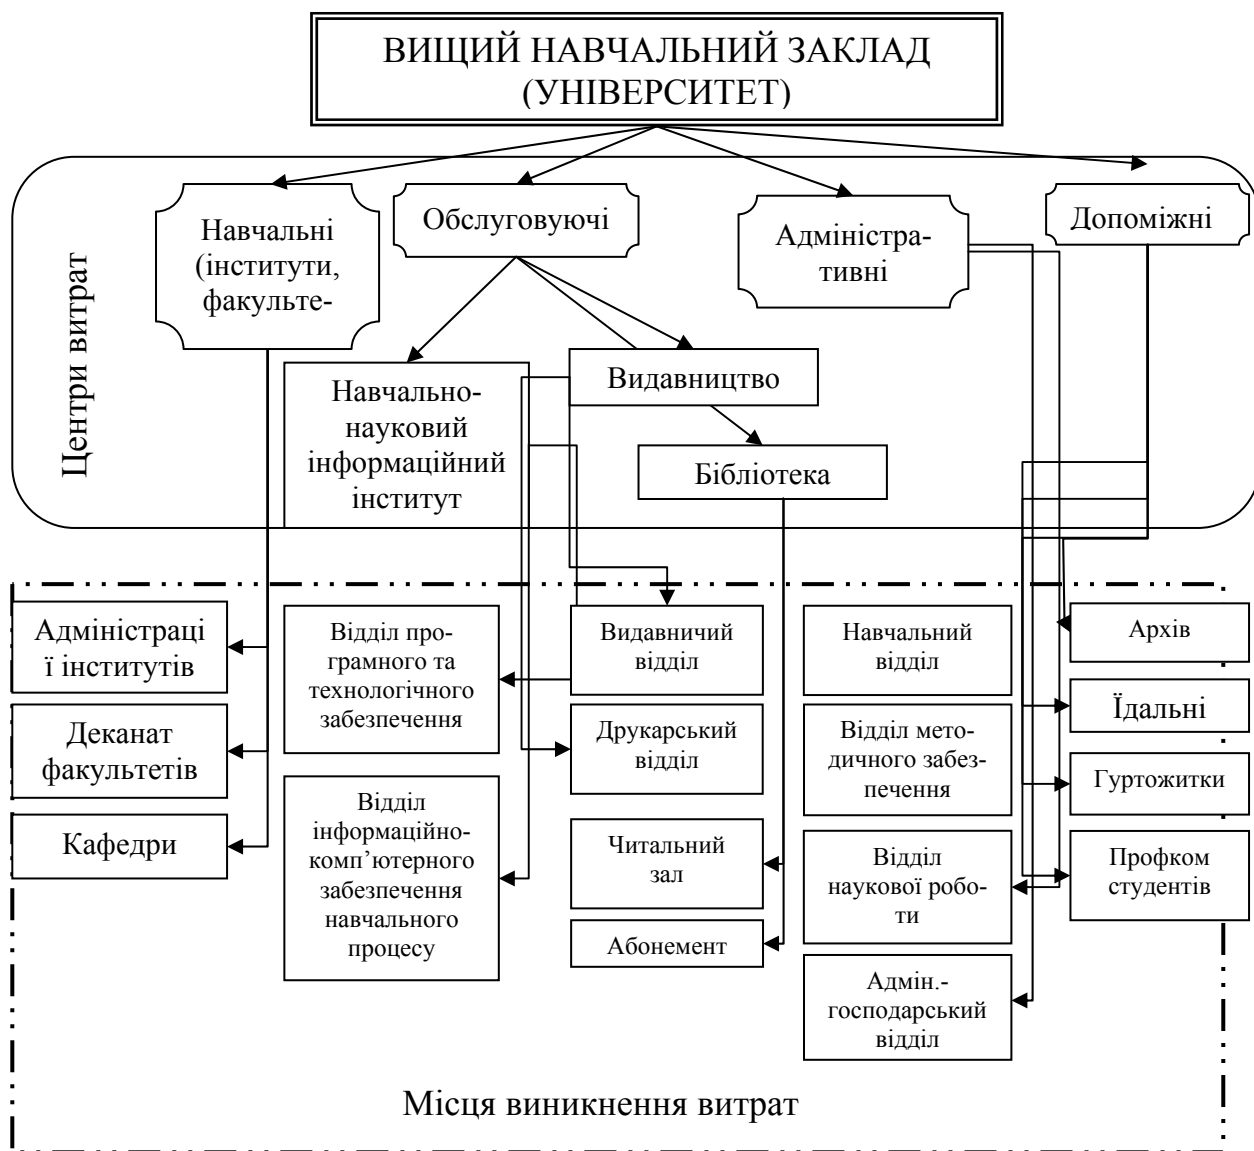 ВИЩИЙ НАВЧАЛЬНИЙ ЗАКЛАД
(УНІВЕРСИТЕТ)
Центри витрат
Навчальні
(інститути,
факульте-
Обслуговуючі
Адміністра-
тивні
Допоміжні
Навчально-
науковий
інформаційний
інститут
Видавництво
Бібліотека
Адміністраці
ї інститутів
Деканат
факультетів
Кафедри
Відділ про-
грамного та
технологічного
забезпечення
Відділ
інформаційно-
комп’ютерного
забезпечення
навчального
процесу
Видавничий
відділ
Друкарський
відділ
Читальний
зал
Абонемент
Навчальний
відділ
Відділ мето-
дичного забез-
печення
Відділ
наукової робо-
ти
Адмін.-
господарський
відділ
Архів
Їдальні
Гуртожитки
Профком
студентів
Місця виникнення витрат